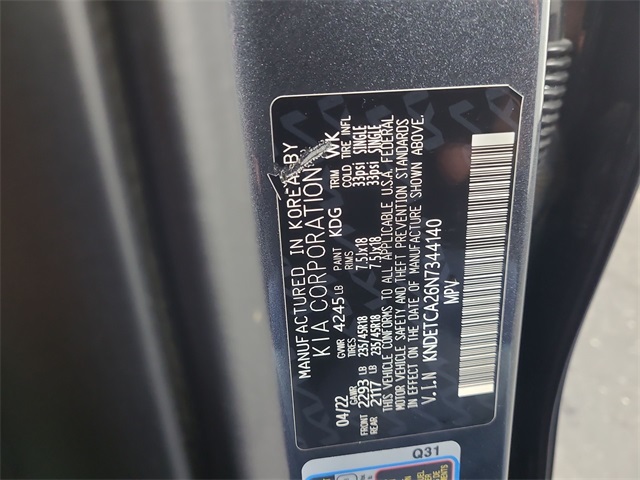 MANUFACTURED IN KOREA BY
KIA CORPORATION
04/22 GVWR 4245 LB PAINT KDG TRIM WK
GAWR TIRES RIMS COLD TIRE INFL
FRONT 2293 LB 235/45R18 7.5Jx18 33psi SINGLE
REAR 2117 LB 235/45R18 7.5Jx18 33psi SINGLE
THIS VEHICLE CONFORMS TO ALL APPLICABLE U.S.A. FEDERAL
MOTOR VEHICLE SAFETY AND THEFT PREVENTION STANDARDS
IN EFFECT ON THE DATE OF MANUFACTURE SHOWN ABOVE.
V.I.N KNDETCA26N7344140
MPV
Q31